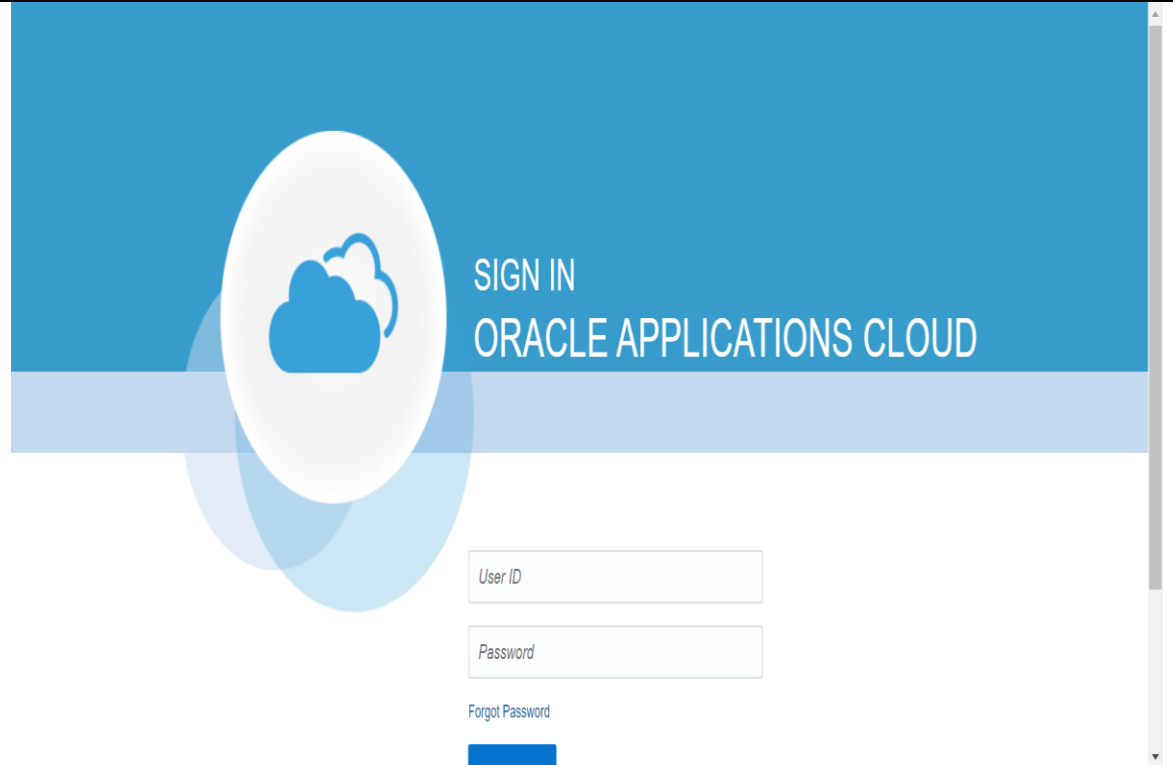 SIGN IN
ORACLE APPLICATIONS CLOUD
User ID
Password
Forgot Password